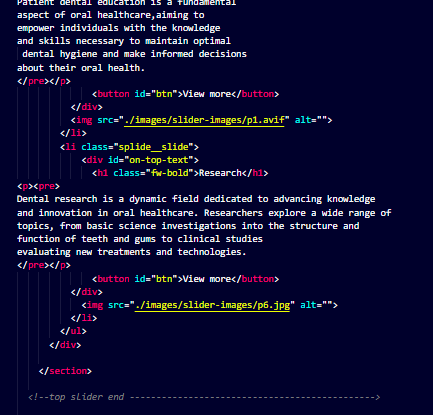 Patient dental education is a fundamental
aspect of oral healthcare,aiming to
empower individuals with the knowledge
and skills necessary to maintain optimal
 dental hygiene and make informed decisions
about their oral health.
</pre></p>
<button id="btn">View more</button>
</div>
<img src="./images/slider-images/p1.avif" alt="">
</li>
<li class="splide__slide">
<div id="on-top-text">
<h1 class="fw-bold">Research</h1>
<p><pre>
Dental research is a dynamic field dedicated to advancing knowledge
and innovation in oral healthcare. Researchers explore a wide range of
topics, from basic science investigations into the structure and
function of teeth and gums to clinical studies
evaluating new treatments and technologies.
</pre></p>
<button id="btn">View more</button>
</div>
<img src="./images/slider-images/p6.jpg" alt="">
</li>
</ul>
</div>
</section>
<!--top slider end ---------------------------------------------->